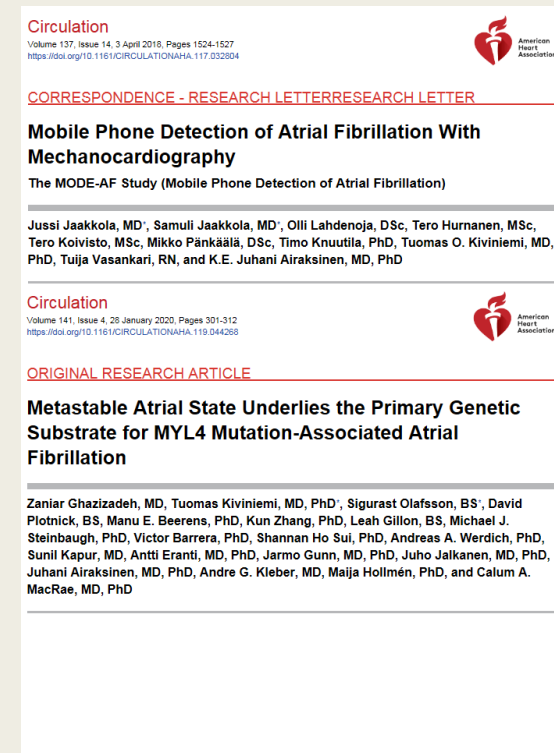 Circulation
Volume 137, Issue 14, 3 April 2018, Pages 1524-1527
https://doi.org/10.1161/CIRCULATIONAHA.117.032804
American
Heart
Association
CORRESPONDENCE - RESEARCH LETTERRESEARCH LETTER
Mobile Phone Detection of Atrial Fibrillation With
Mechanocardiography
The MODE-AF Study (Mobile Phone Detection of Atrial Fibrillation)
Jussi Jaakkola, MD*, Samuli Jaakkola, MD*, Olli Lahdenoja, DSc, Tero Hurnanen, MSc,
Tero Koivisto, MSc, Mikko Pänkäälä, DSc, Timo Knuutila, PhD, Tuomas O. Kiviniemi, MD,
PhD, Tuija Vasankari, RN, and K.E. Juhani Airaksinen, MD, PhD
Circulation
Volume 141, Issue 4, 28 January 2020, Pages 301-312
https://doi.org/10.1161/CIRCULATIONAHA.119.044268
American
Heart
Association
ORIGINAL RESEARCH ARTICLE
Metastable Atrial State Underlies the Primary Genetic
Substrate for MYL4 Mutation-Associated Atrial
Fibrillation
Zaniar Ghazizadeh, MD, Tuomas Kiviniemi, MD, PhD*, Sigurast Olafsson, BS*, David
Plotnick, BS, Manu E. Beerens, PhD, Kun Zhang, PhD, Leah Gillon, BS, Michael J.
Steinbaugh, PhD, Victor Barrera, PhD, Shannan Ho Sui, PhD, Andreas A. Werdich, PhD,
Sunil Kapur, MD, Antti Eranti, MD, PhD, Jarmo Gunn, MD, PhD, Juho Jalkanen, MD, PhD,
Juhani Airaksinen, MD, PhD, Andre G. Kleber, MD, Maija Hollmén, PhD, and Calum A.
MacRae, MD, PhD